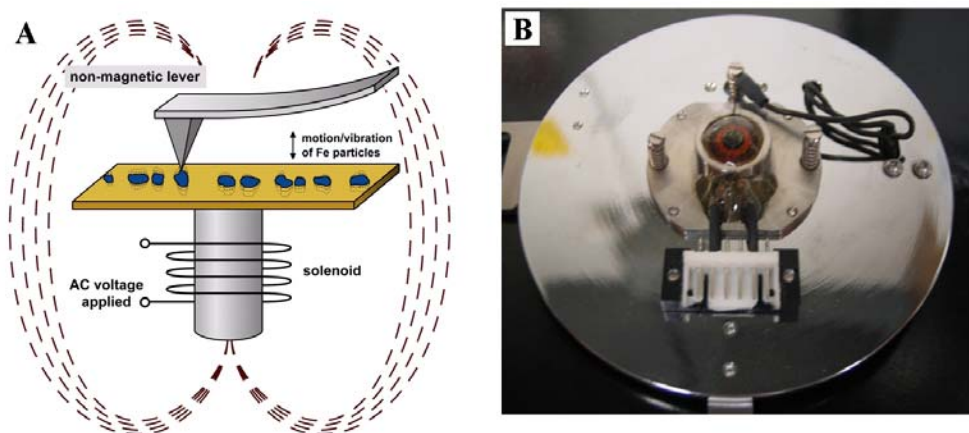 A
non-magnetic lever
motion/vibration
of Fe particles
AC voltage
applied
solenoid
B